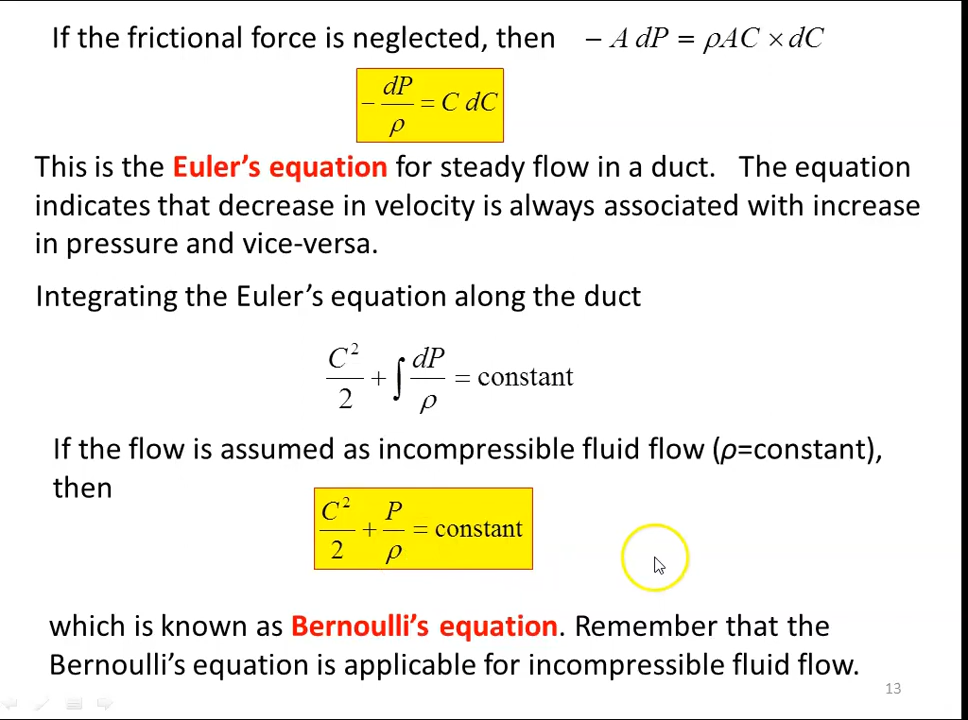 If the frictional force is neglected, then − A dP = ρAC × dC
− dP/ρ = C dC
This is the Euler’s equation for steady flow in a duct. The equation
indicates that decrease in velocity is always associated with increase
in pressure and vice-versa.
Integrating the Euler’s equation along the duct
C²/2 + ∫ dP/ρ = constant
If the flow is assumed as incompressible fluid flow (ρ=constant),
then
C²/2 + P/ρ = constant
which is known as Bernoulli’s equation. Remember that the
Bernoulli’s equation is applicable for incompressible fluid flow.
13